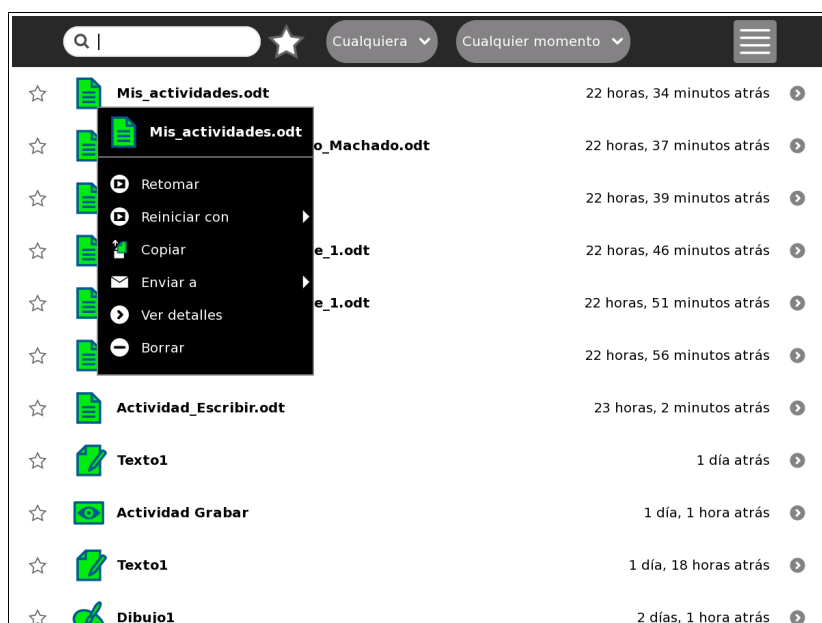 Cualquiera Cualquier momento
Mis_actividades.odt 22 horas, 34 minutos atrás
Mis_actividades.odt
o_Machado.odt 22 horas, 37 minutos atrás
Retomar
22 horas, 39 minutos atrás
Reiniciar con
Copiar e_1.odt 22 horas, 46 minutos atrás
Enviar a
e_1.odt 22 horas, 51 minutos atrás
Ver detalles
Borrar
22 horas, 56 minutos atrás
Actividad_Escribir.odt 23 horas, 2 minutos atrás
Texto1 1 día atrás
Actividad Grabar 1 día, 1 hora atrás
Texto1 1 día, 18 horas atrás
Dibujo1 2 días, 1 hora atrás